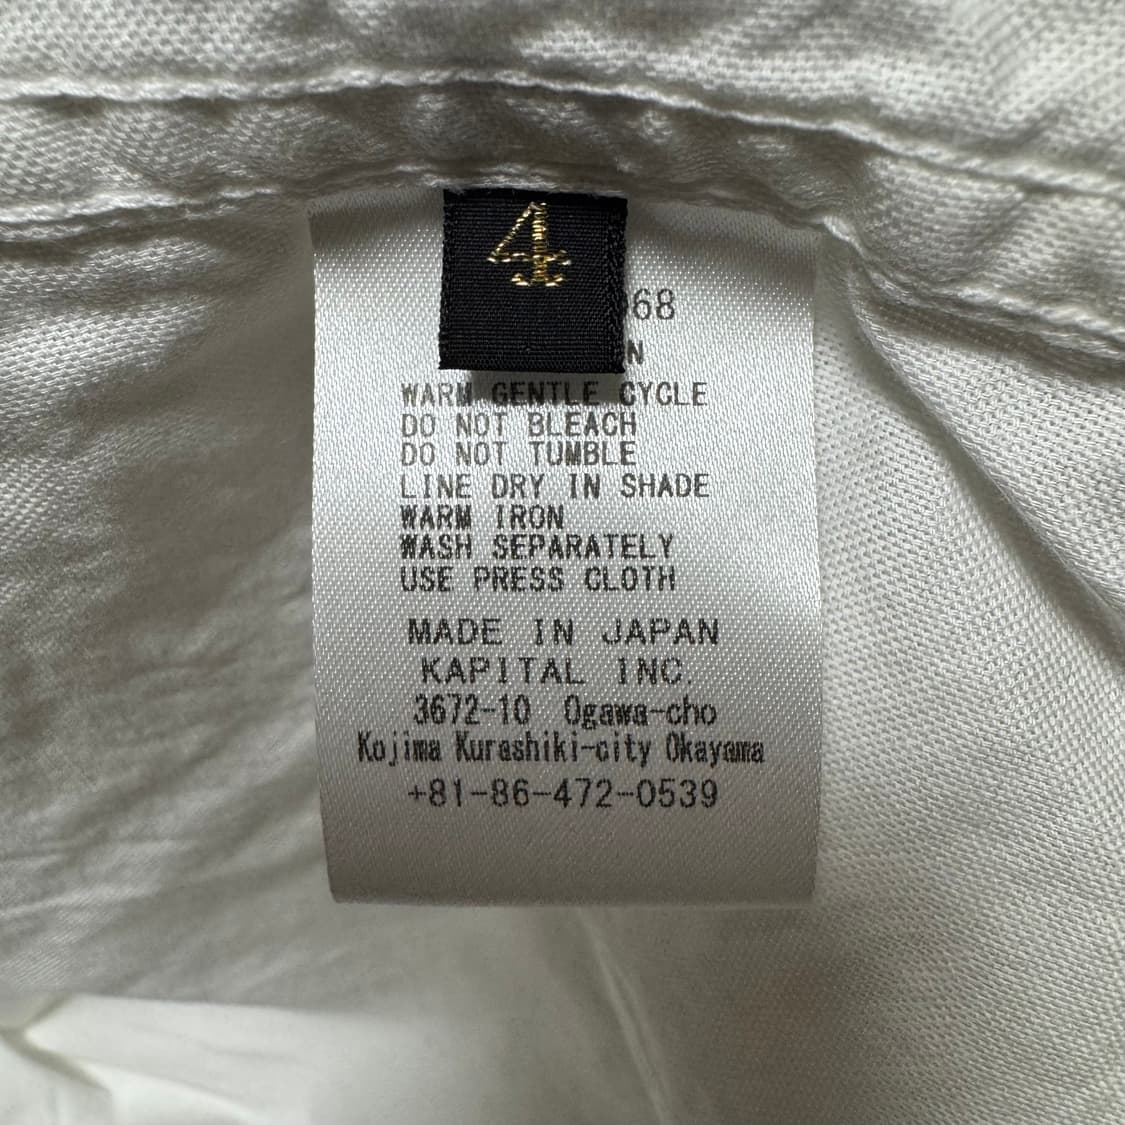 4
68
N
WARM GENTLE CYCLE
DO NOT BLEACH
DO NOT TUMBLE
LINE DRY IN SHADE
WARM IRON
WASH SEPARATELY
USE PRESS CLOTH
MADE IN JAPAN
KAPITAL INC.
3672-10 Ogawa-cho
Kojima Kurashiki-city Okayama
+81-86-472-0539